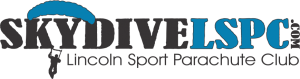 SKYDIVELSPC.COM
Lincoln Sport Parachute Club